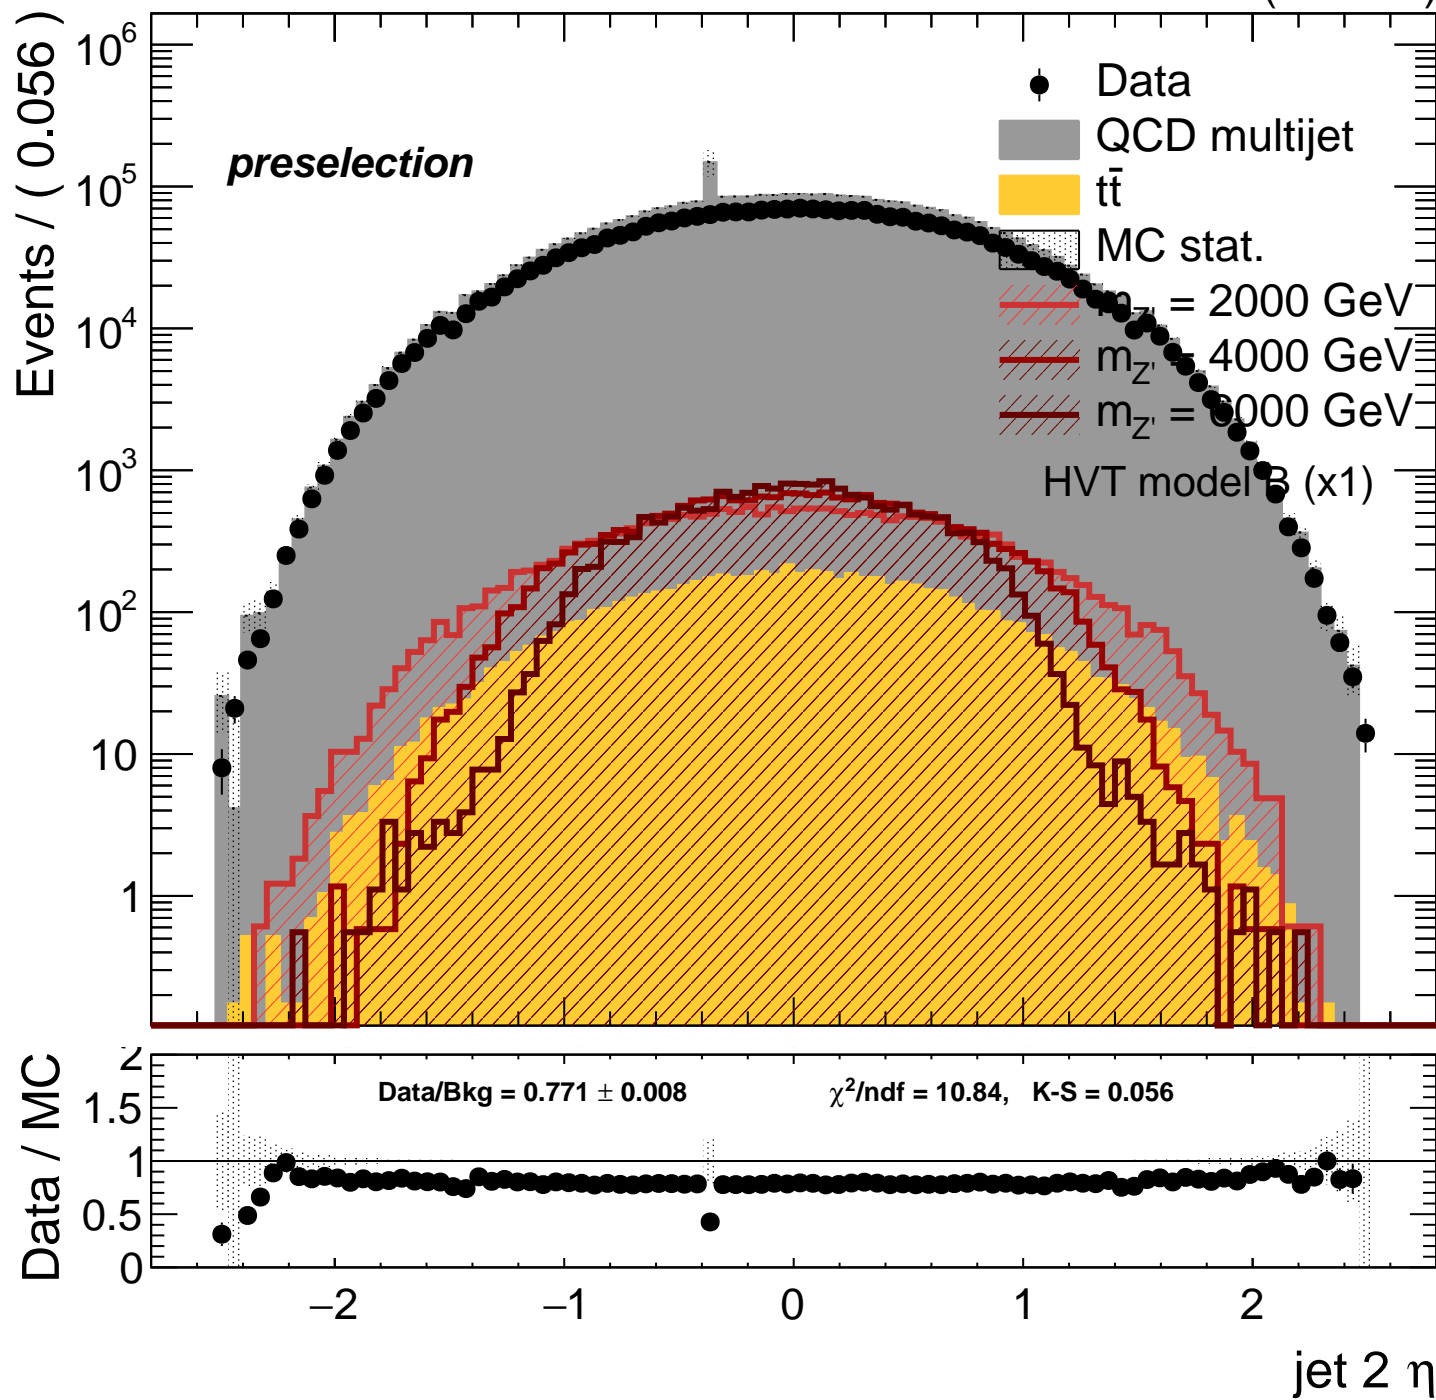 Events / ( 0.056 )
10⁶
10⁵
10⁴
10³
10²
10
1
preselection
Data
QCD multijet
tt̄
MC stat.
m_Z' = 2000 GeV
m_Z' = 4000 GeV
m_Z' = 6000 GeV
HVT model B (x1)
Data / MC
2
1.5
1
0.5
0
Data/Bkg = 0.771 ± 0.008
χ²/ndf = 10.84, K-S = 0.056
−2
−1
0
1
2
jet 2 η